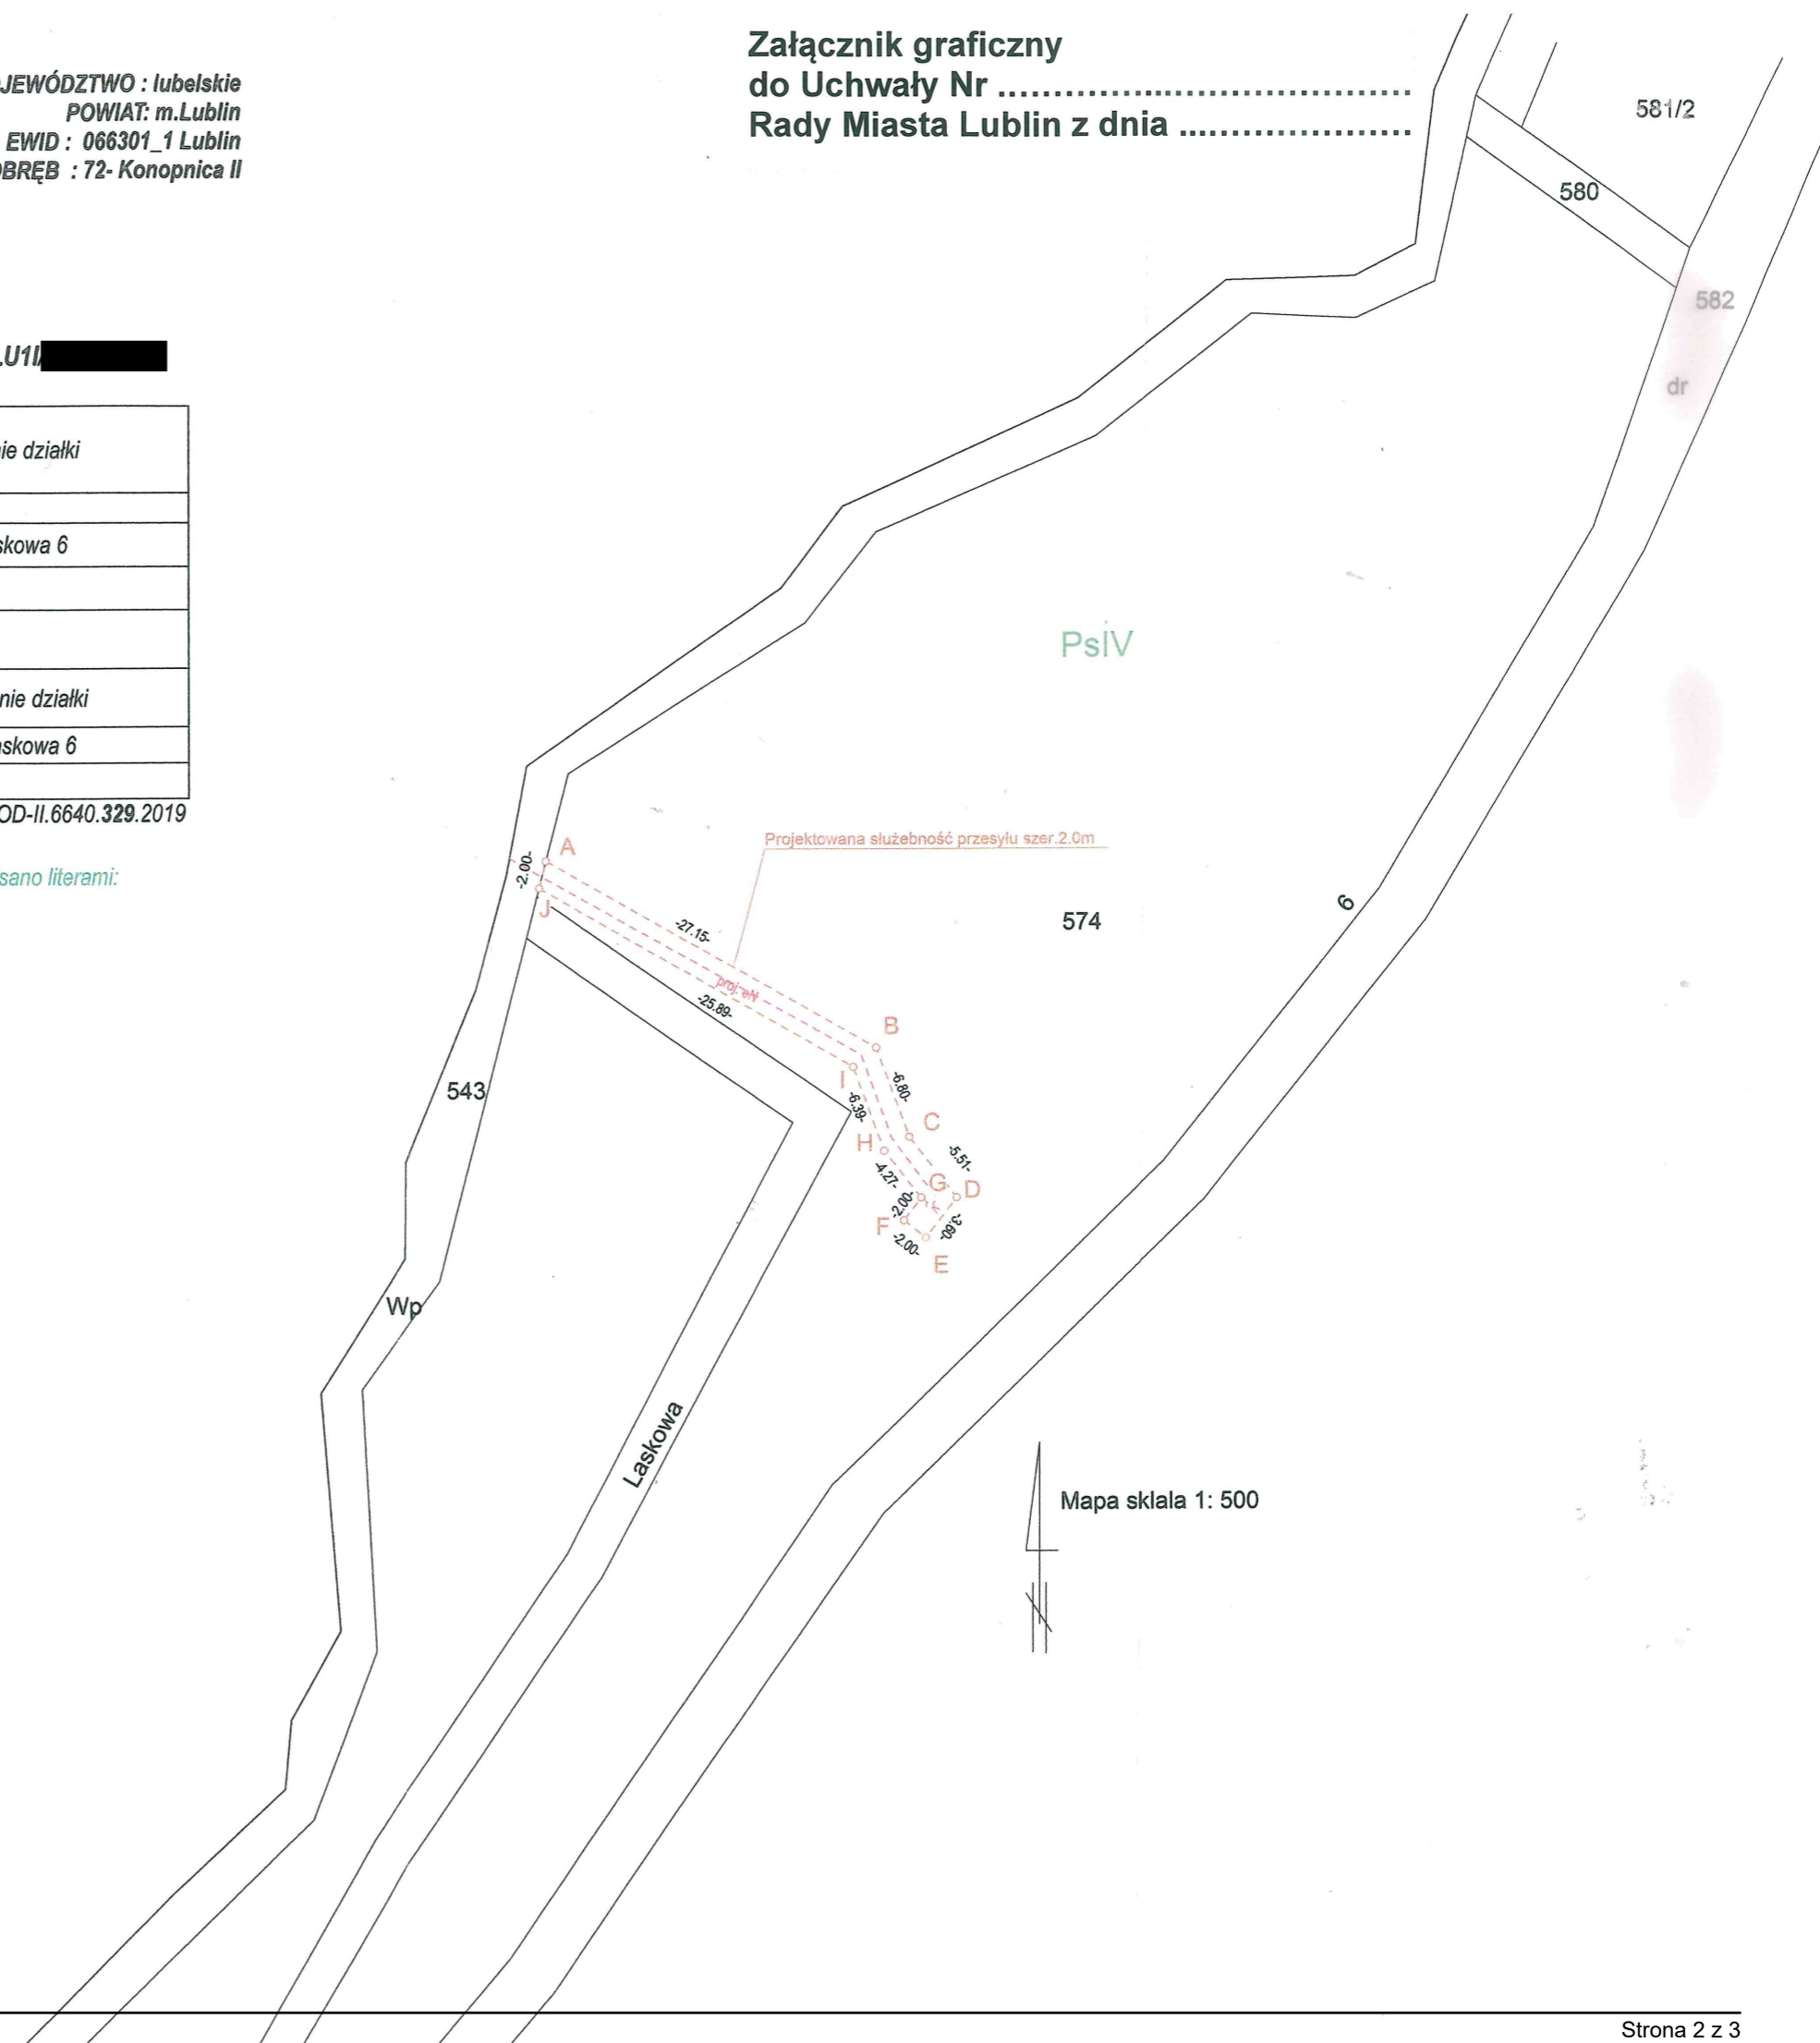 Załącznik graficzny
do Uchwały Nr ....................................
Rady Miasta Lublin z dnia .....................
JEWÓDZTWO : lubelskie
POWIAT: m.Lublin
EWID : 066301_1 Lublin
BRĘB : 72- Konopnica II
.U1I/
ie działki
skowa 6
nie działki
askowa 6
OD-II.6640.329.2019
sano literami:
581/2
580
582
dr
PsIV
Projektowana służebność przesyłu szer.2.0m
A
-2.00-
J
-27.15-
proj. eN
-25.89-
574
6
B
I
-6.80-
-6.39-
C
H
-5.51-
-4.27-
G
D
-2.00-
F
-3.60-
-2.00-
E
543
Wp
Laskowa
Mapa sklala 1: 500
Strona 2 z 3